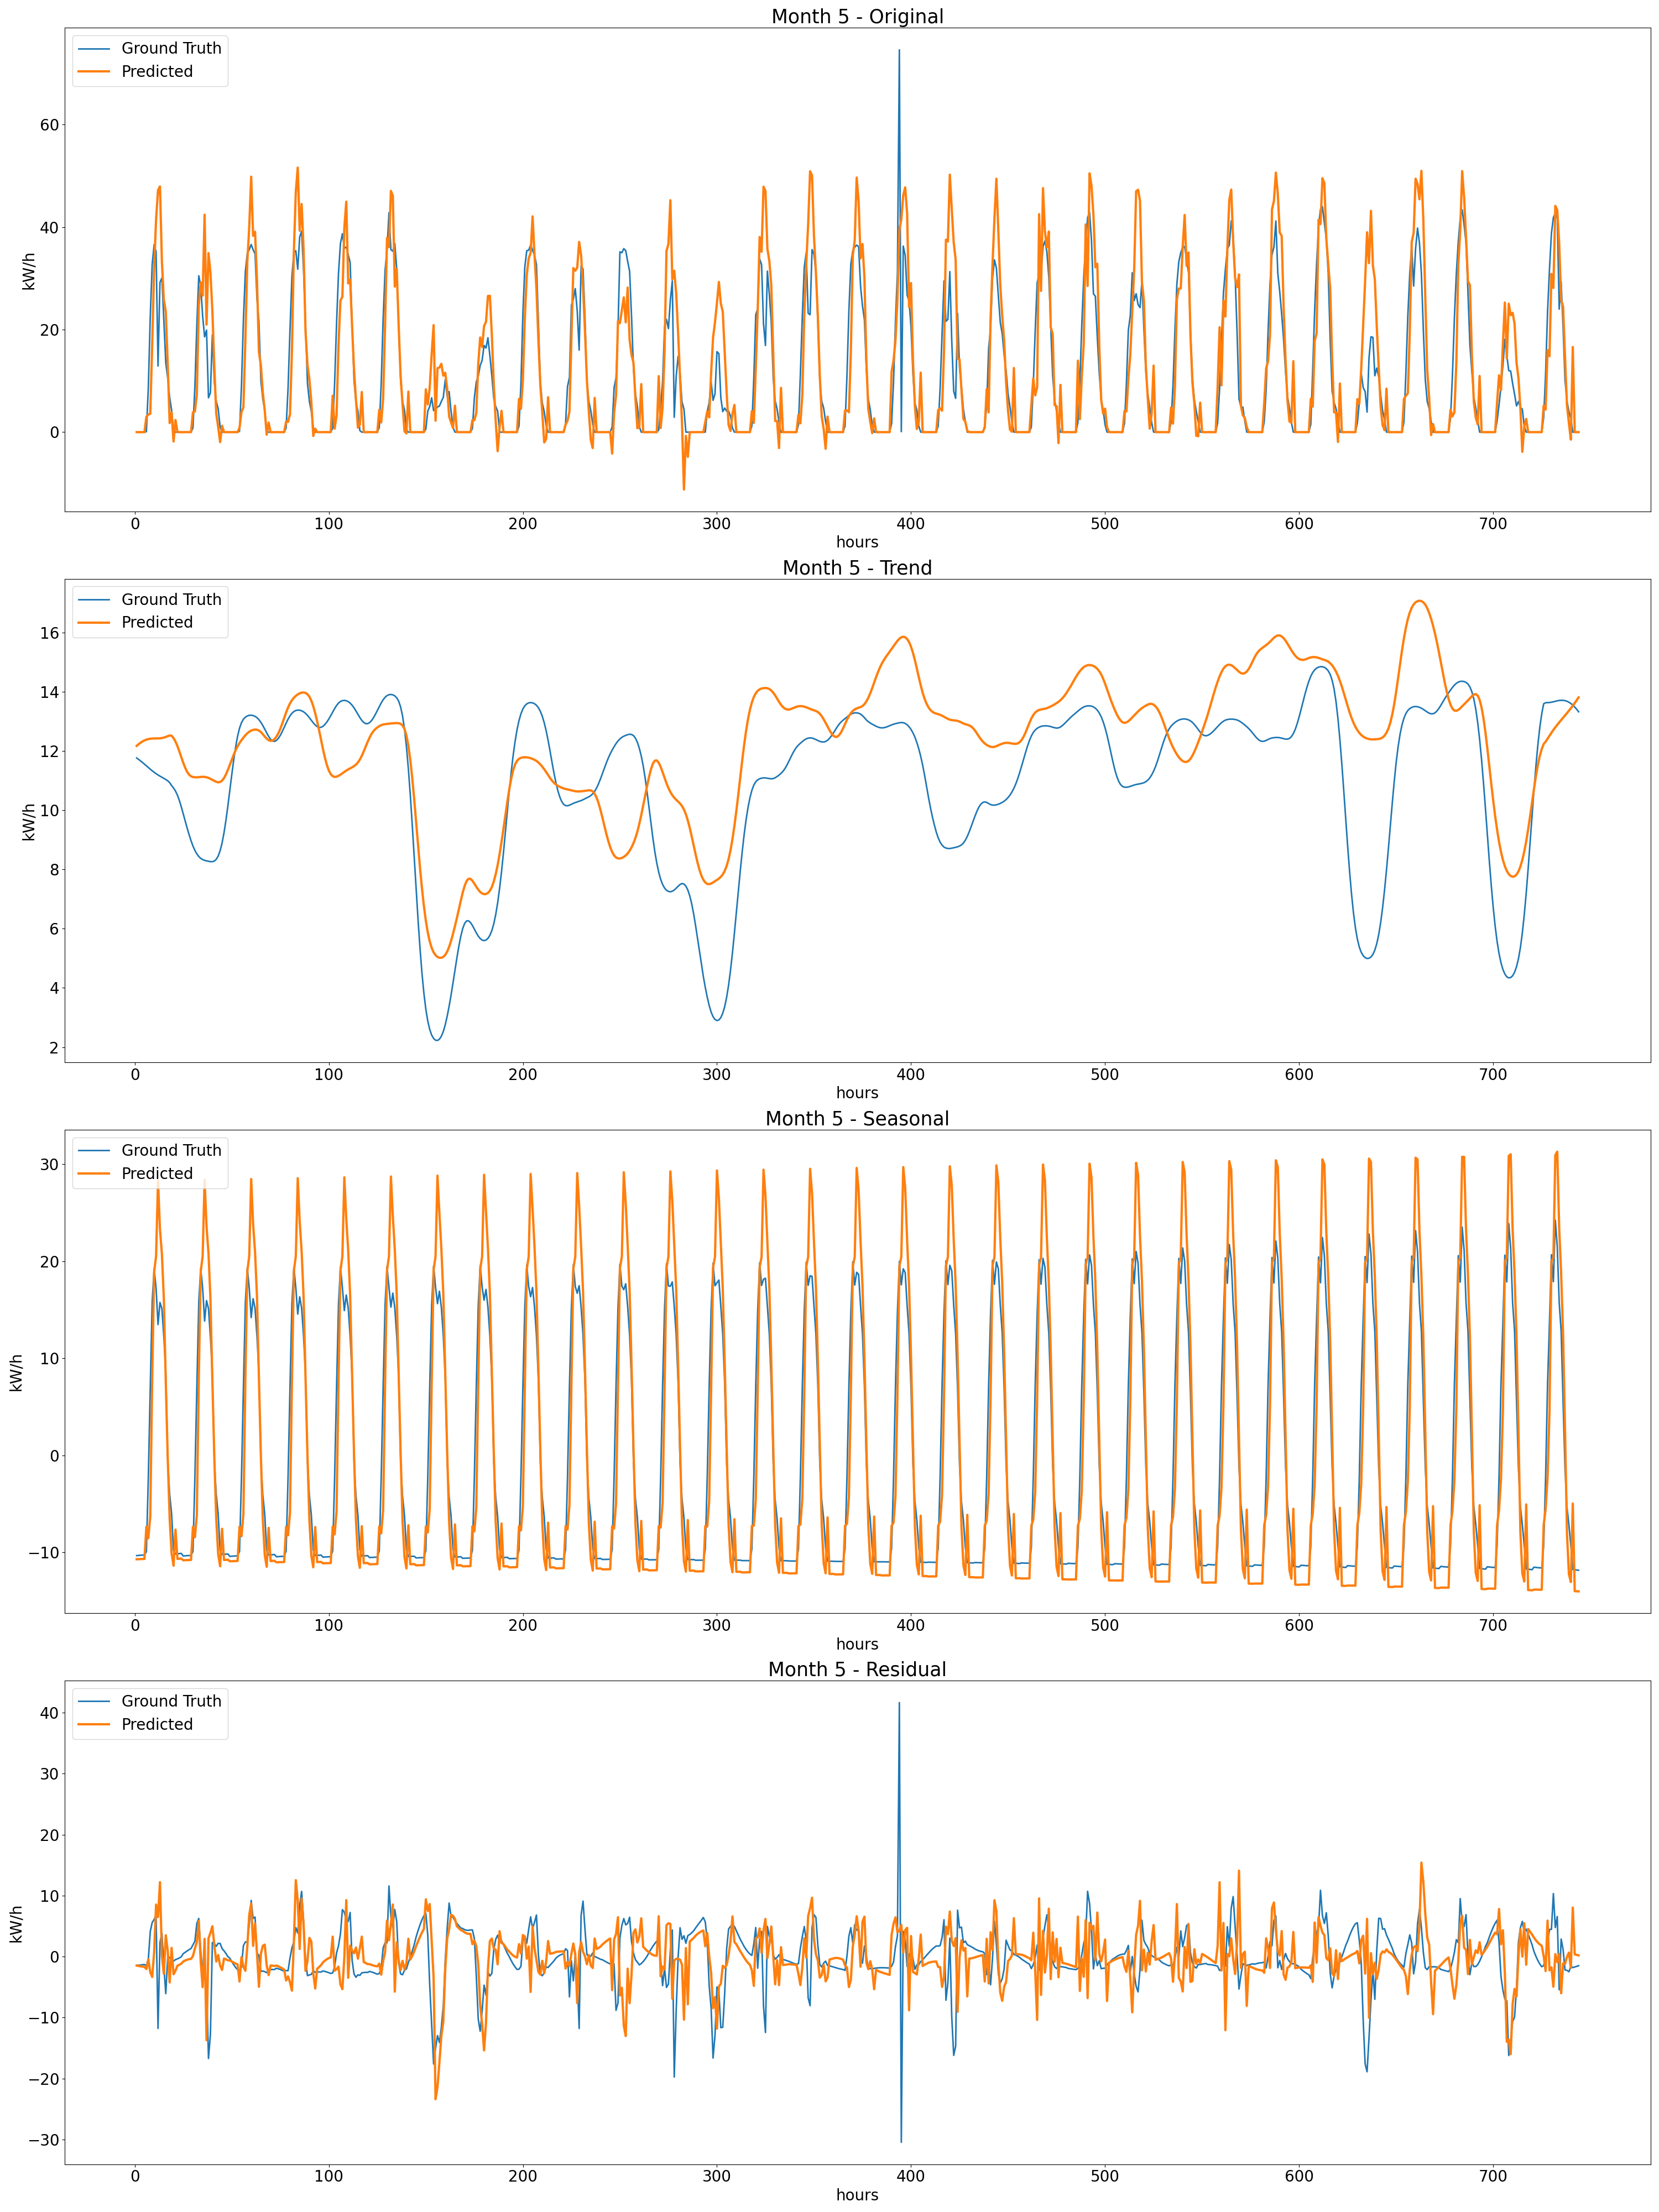 Month 5 - Original
Ground Truth
Predicted
kW/h
60
40
20
0
0 100 200 300 400 500 600 700
hours
Month 5 - Trend
Ground Truth
Predicted
kW/h
16
14
12
10
8
6
4
2
0 100 200 300 400 500 600 700
hours
Month 5 - Seasonal
Ground Truth
Predicted
kW/h
30
20
10
0
−10
0 100 200 300 400 500 600 700
hours
Month 5 - Residual
Ground Truth
Predicted
kW/h
40
30
20
10
0
−10
−20
−30
0 100 200 300 400 500 600 700
hours